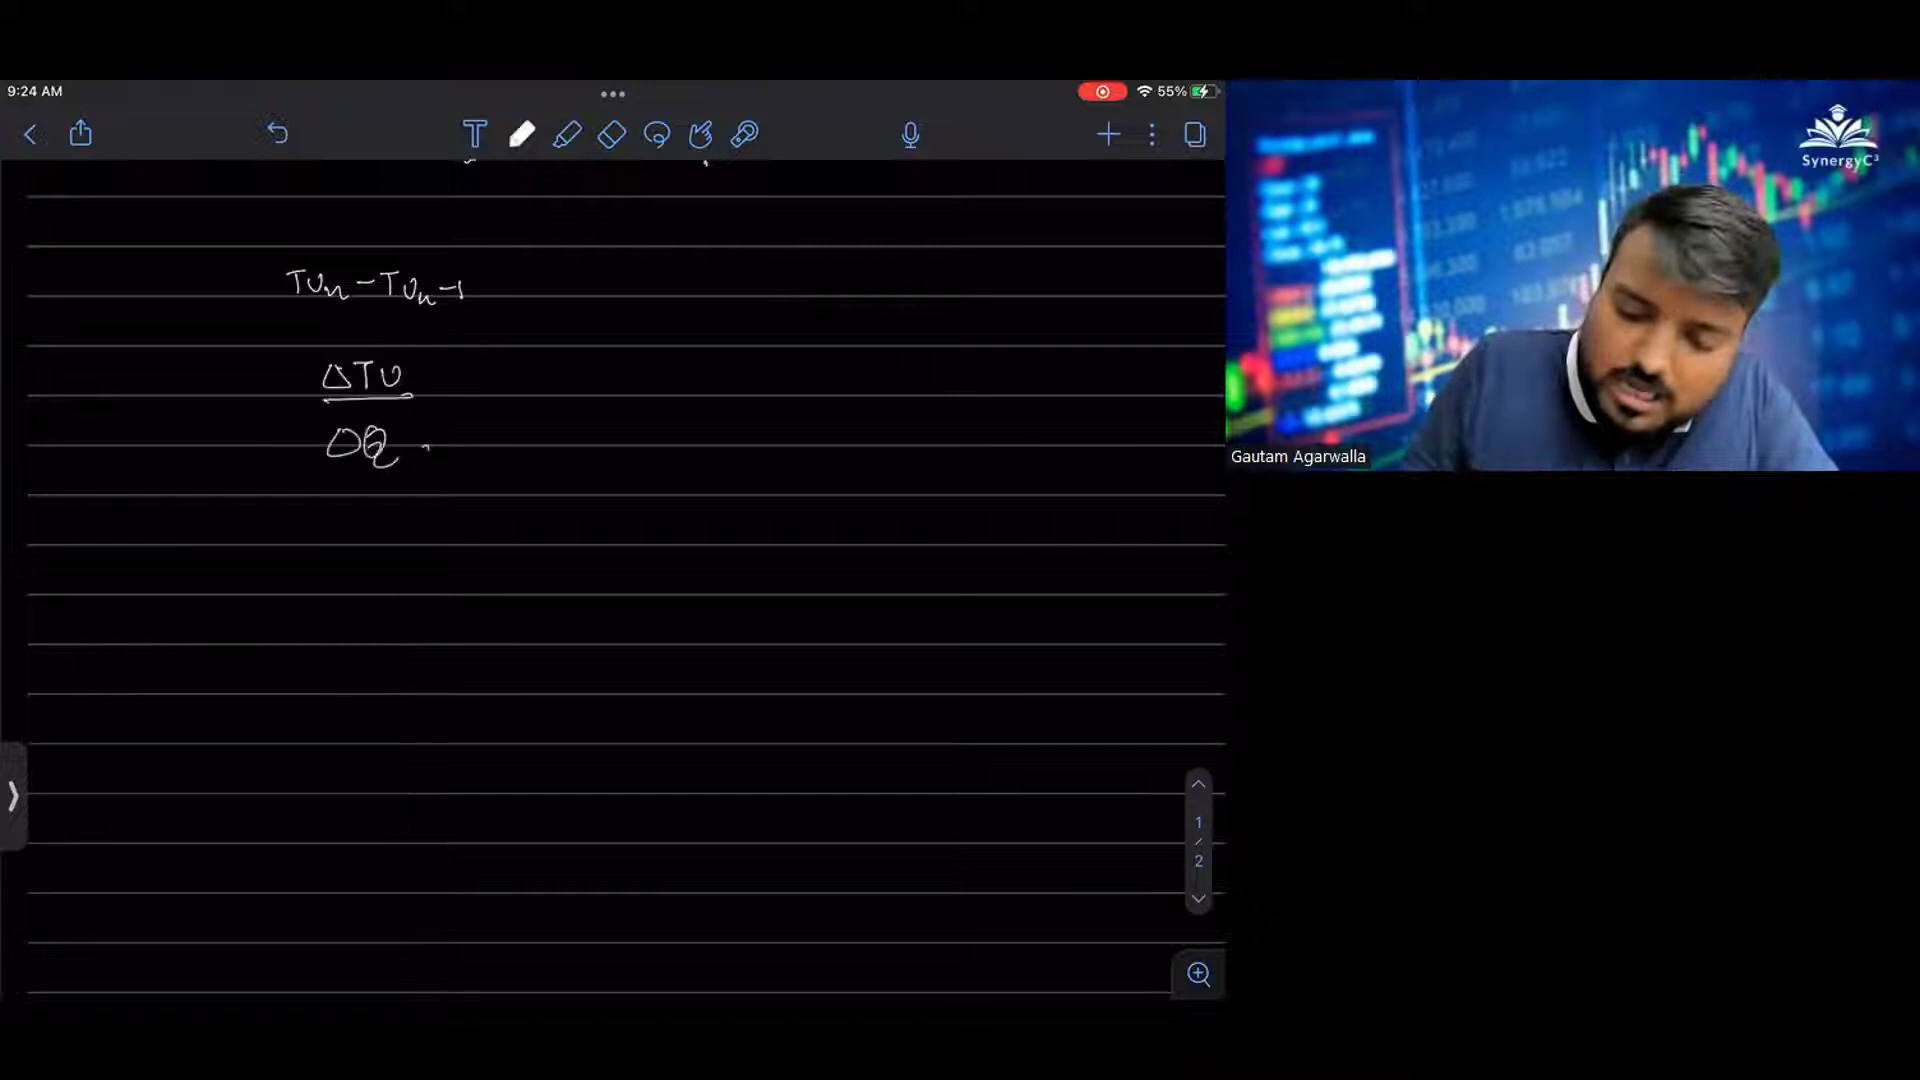 9:24 AM
55%
SynergyC³
TUn - TUn-1
ΔTU
ΔQ
Gautam Agarwalla
1
2